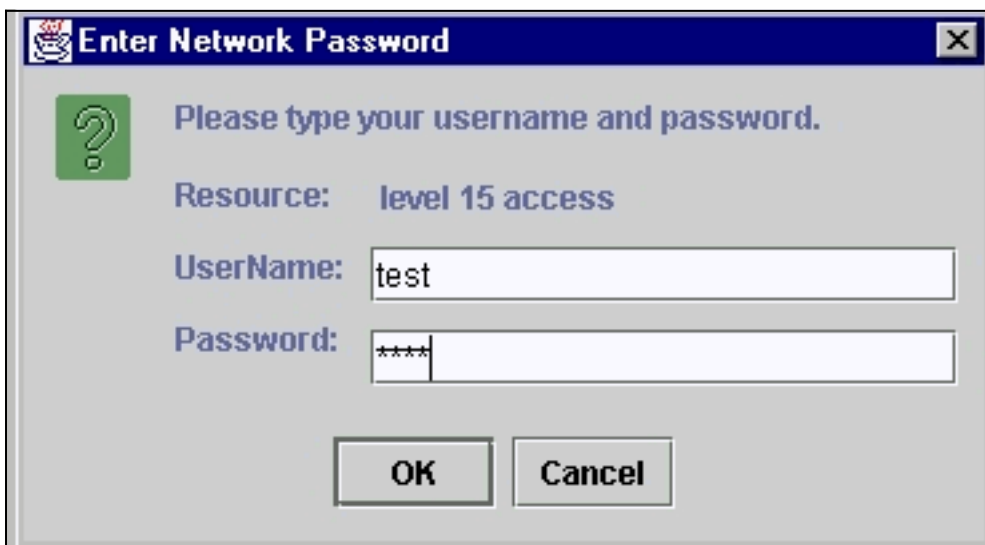 Enter Network Password
Please type your username and password.
Resource: level 15 access
UserName: test
Password: ****
OK Cancel